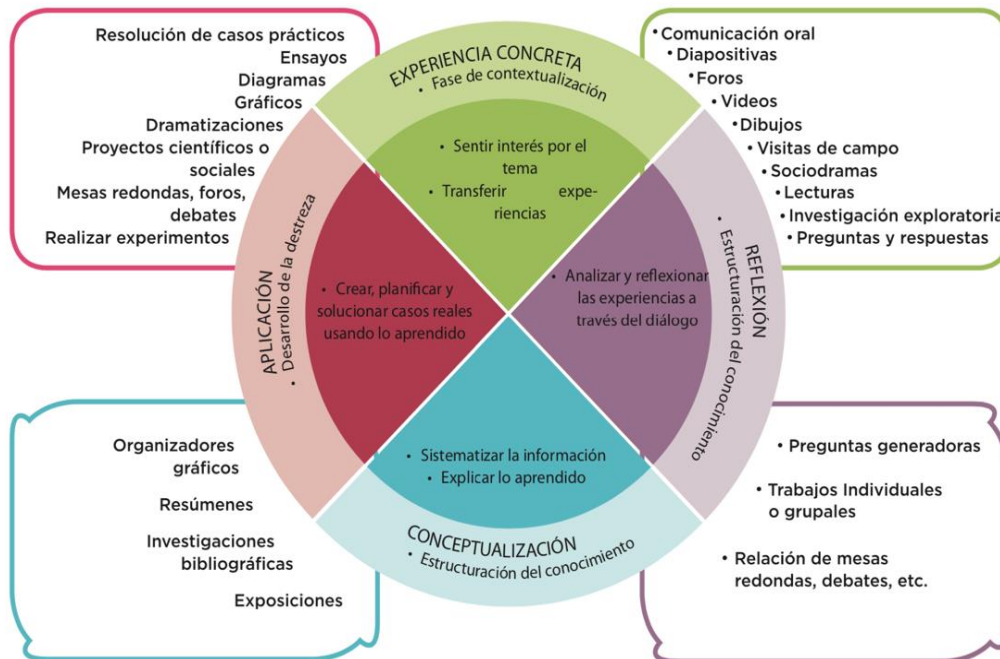 Resolución de casos prácticos
Ensayos
Diagramas
Gráficos
Dramatizaciones
Proyectos científicos o
sociales
Mesas redondas, foros,
debates
Realizar experimentos
EXPERIENCIA CONCRETA
• Fase de contextualización
• Sentir interés por el
tema
• Transferir expe-
riencias
• Comunicación oral
• Diapositivas
• Foros
• Videos
• Dibujos
• Visitas de campo
• Sociodramas
• Lecturas
• Investigación exploratoria
• Preguntas y respuestas
REFLEXIÓN
• Estructuración del conocimiento
• Analizar y reflexionar
las experiencias a
través del diálogo
• Preguntas generadoras
• Trabajos Individuales
o grupales
• Relación de mesas
redondas, debates, etc.
CONCEPTUALIZACIÓN
• Estructuración del conocimiento
• Sistematizar la información
• Explicar lo aprendido
Organizadores
gráficos
Resúmenes
Investigaciones
bibliográficas
Exposiciones
APLICACIÓN
• Desarrollo de la destreza
• Crear, planificar y
solucionar casos reales
usando lo aprendido